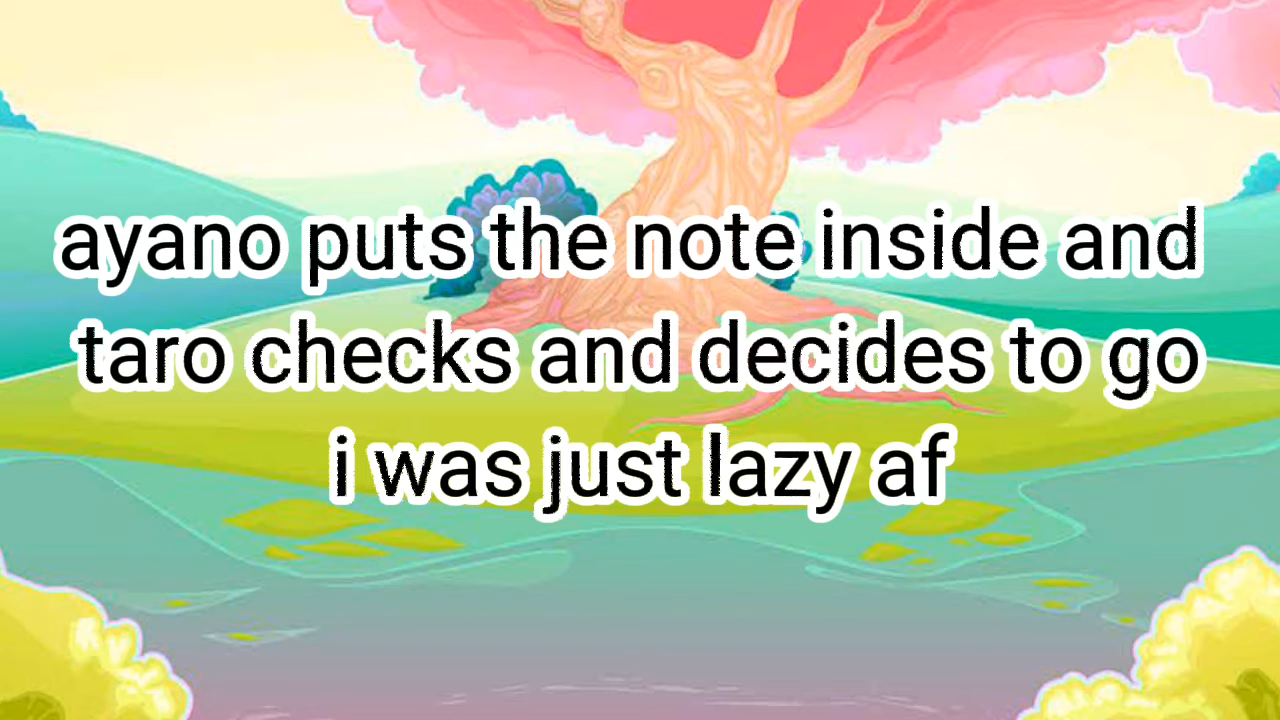 ayano puts the note inside and
taro checks and decides to go
i was just lazy af